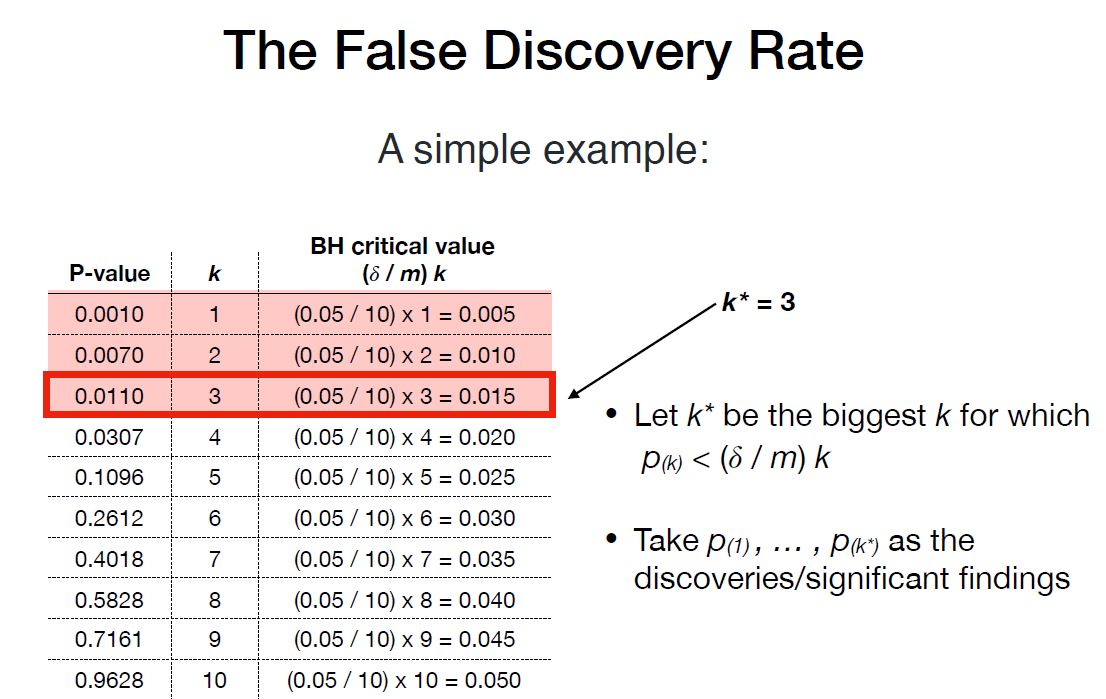 The False Discovery Rate
A simple example:
BH critical value
P-value k (δ / m) k
0.0010 1 (0.05 / 10) x 1 = 0.005
0.0070 2 (0.05 / 10) x 2 = 0.010
0.0110 3 (0.05 / 10) x 3 = 0.015
0.0307 4 (0.05 / 10) x 4 = 0.020
0.1096 5 (0.05 / 10) x 5 = 0.025
0.2612 6 (0.05 / 10) x 6 = 0.030
0.4018 7 (0.05 / 10) x 7 = 0.035
0.5828 8 (0.05 / 10) x 8 = 0.040
0.7161 9 (0.05 / 10) x 9 = 0.045
0.9628 10 (0.05 / 10) x 10 = 0.050
k* = 3
• Let k* be the biggest k for which
p(k) < (δ / m) k
• Take p(1) , … , p(k*) as the
discoveries/significant findings